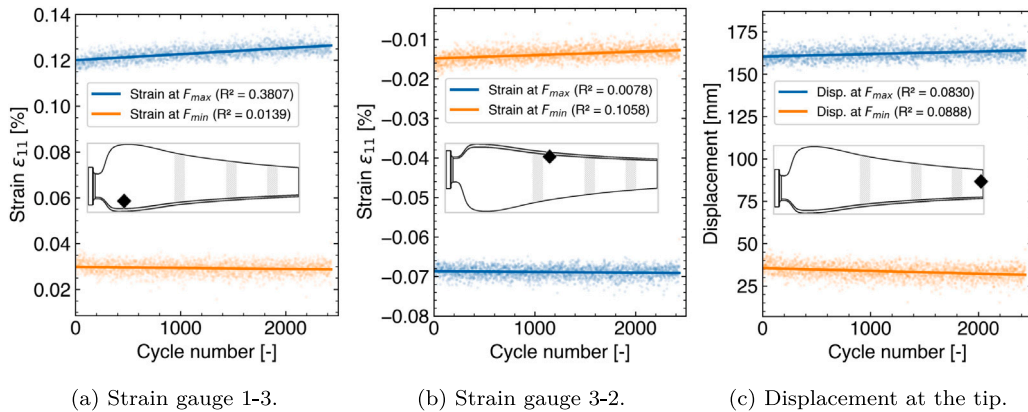 0.14
0.12
0.10
0.08
0.06
0.04
0.02
Strain ε11 [%]
Strain at Fmax (R² = 0.3807)
Strain at Fmin (R² = 0.0139)
0
1000
2000
Cycle number [-]
(a) Strain gauge 1-3.
−0.01
−0.02
−0.03
−0.04
−0.05
−0.06
−0.07
−0.08
Strain ε11 [%]
Strain at Fmax (R² = 0.0078)
Strain at Fmin (R² = 0.1058)
0
1000
2000
Cycle number [-]
(b) Strain gauge 3-2.
175
150
125
100
75
50
25
Displacement [mm]
Disp. at Fmax (R² = 0.0830)
Disp. at Fmin (R² = 0.0888)
0
1000
2000
Cycle number [-]
(c) Displacement at the tip.